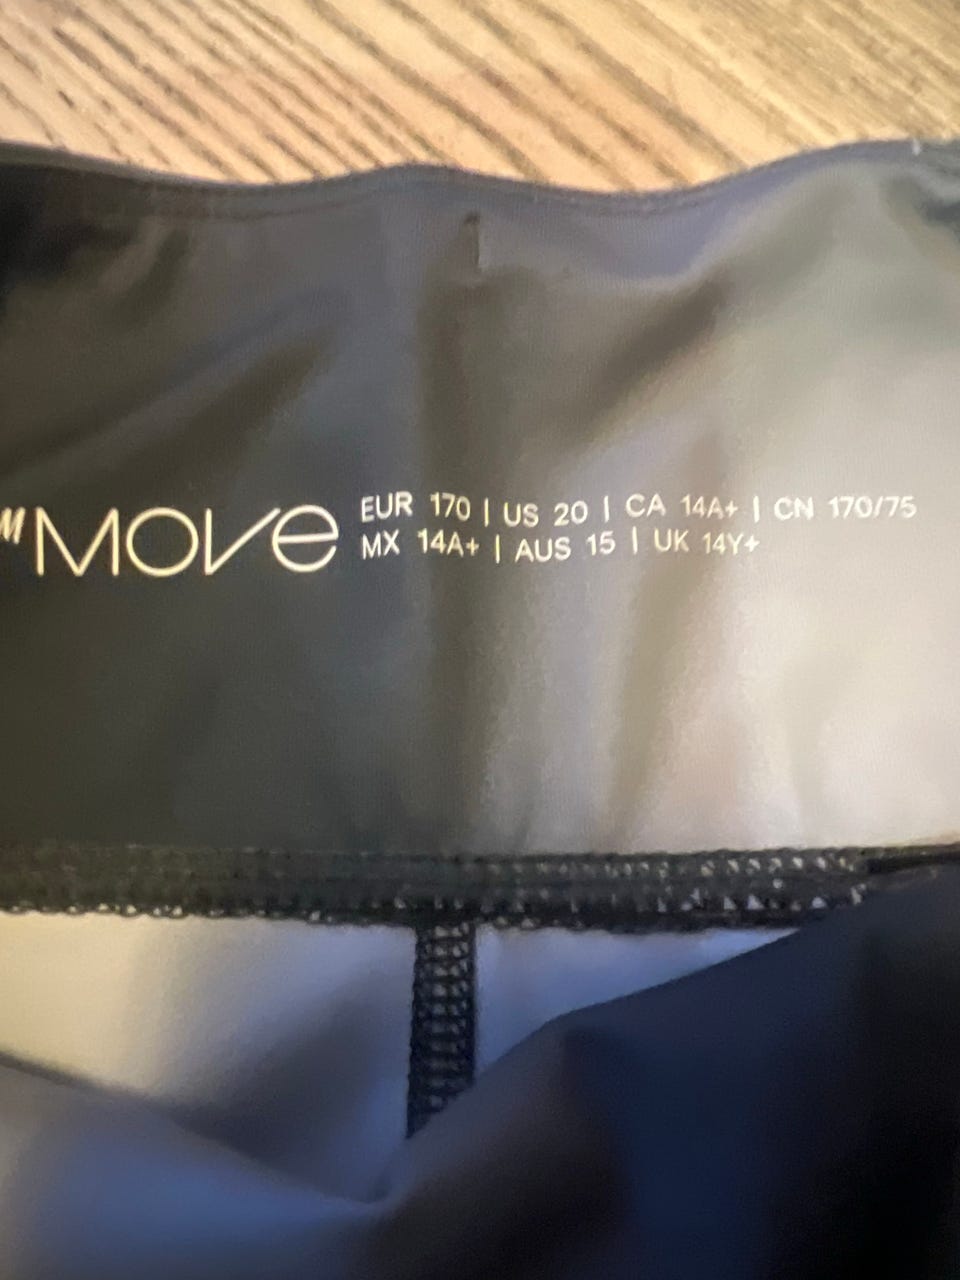 M MOVE
EUR 170 | US 20 | CA 14A+ | CN 170/75
MX 14A+ | AUS 15 | UK 14Y+